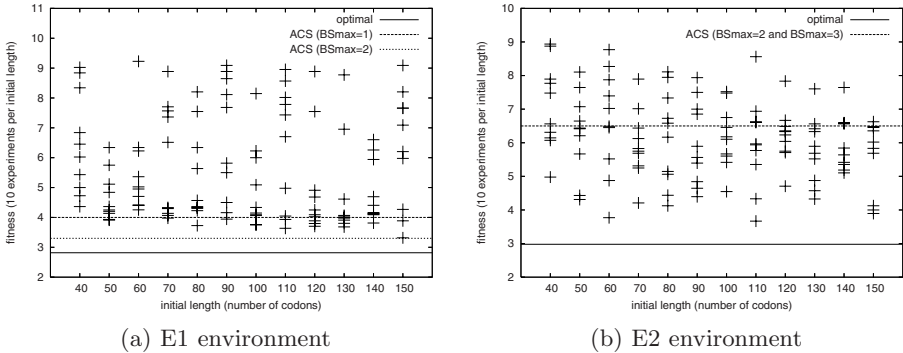 optimal
ACS (BSmax=1)
ACS (BSmax=2)
fitness (10 experiments per initial length)
11
10
9
8
7
6
5
4
3
2
40 50 60 70 80 90 100 110 120 130 140 150
initial length (number of codons)
(a) E1 environment
optimal
ACS (BSmax=2 and BSmax=3)
fitness (10 experiments per initial length)
10
9
8
7
6
5
4
3
2
40 50 60 70 80 90 100 110 120 130 140 150
initial length (number of codons)
(b) E2 environment